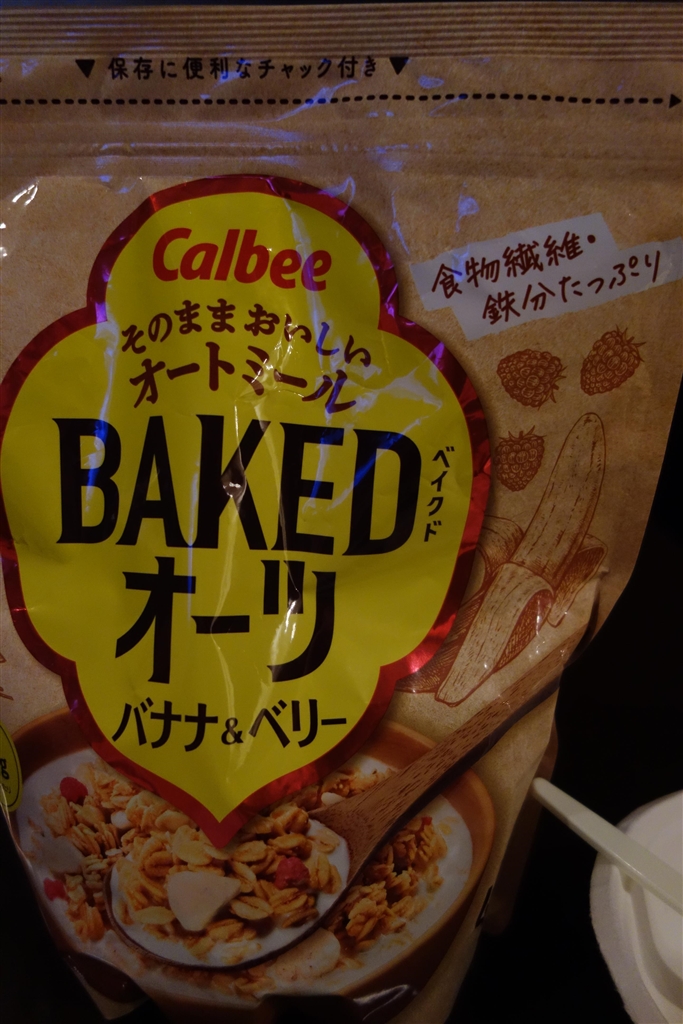 ▼ 保存に便利なチャック付き ▼
Calbee
食物繊維・
鉄分たっぷり
そのままおいしい
オートミール
BAKED
ベイクド
オーツ
バナナ&ベリー
g